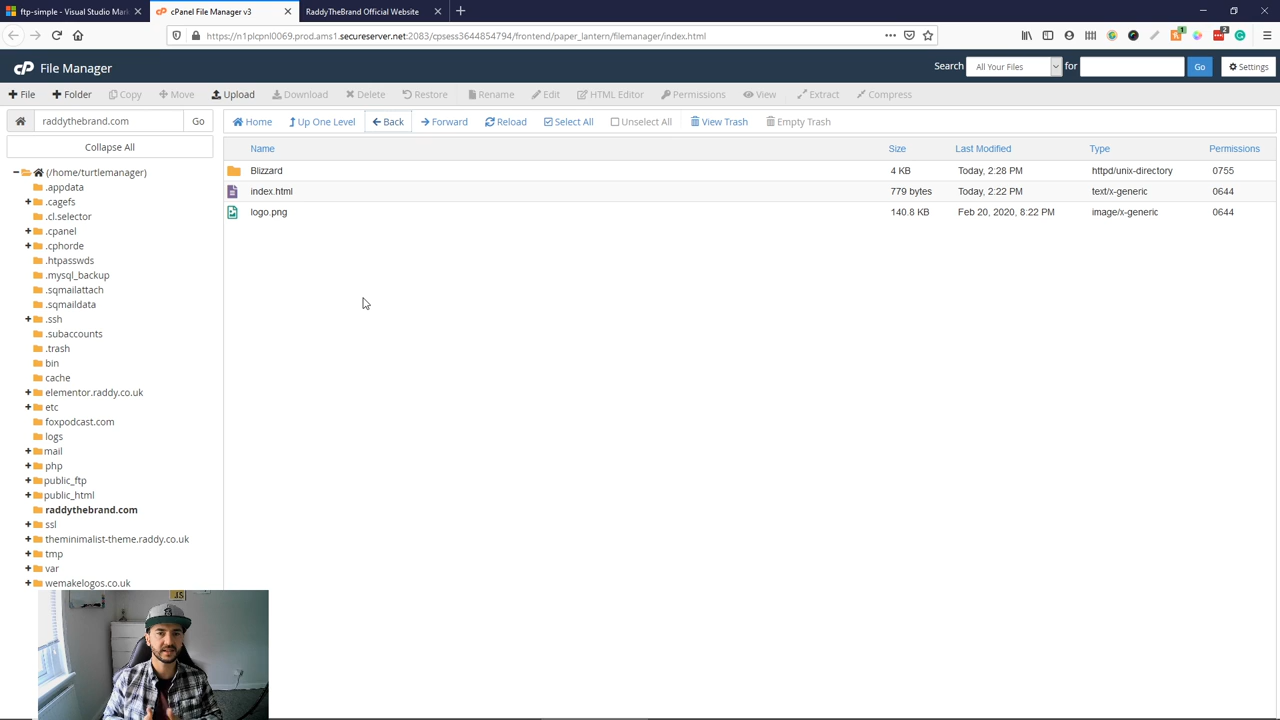 ftp-simple - Visual Studio Mark
cPanel File Manager v3
RaddyTheBrand Official Website
https://n1plcpnl0069.prod.ams1.secureserver.net:2083/cpsess3644854794/frontend/paper_lantern/filemanager/index.html
cP File Manager
Search All Your Files for Go Settings
File Folder Copy Move Upload Download Delete Restore Rename Edit HTML Editor Permissions View Extract Compress
raddythebrand.com Go
Home Up One Level Back Forward Reload Select All Unselect All View Trash Empty Trash
Collapse All
(/home/turtlemanager)
.appdata
.cagefs
.cl.selector
.cpanel
.cphorde
.htpasswds
.mysql_backup
.sqmailattach
.sqmaildata
.ssh
.subaccounts
.trash
bin
cache
elementor.raddy.co.uk
etc
foxpodcast.com
logs
mail
php
public_ftp
public_html
raddythebrand.com
ssl
theminimalist-theme.raddy.co.uk
tmp
var
wemakelogos.co.uk
Name Size Last Modified Type Permissions
Blizzard 4 KB Today, 2:28 PM httpd/unix-directory 0755
index.html 779 bytes Today, 2:22 PM text/x-generic 0644
logo.png 140.8 KB Feb 20, 2020, 8:22 PM image/x-generic 0644
JS